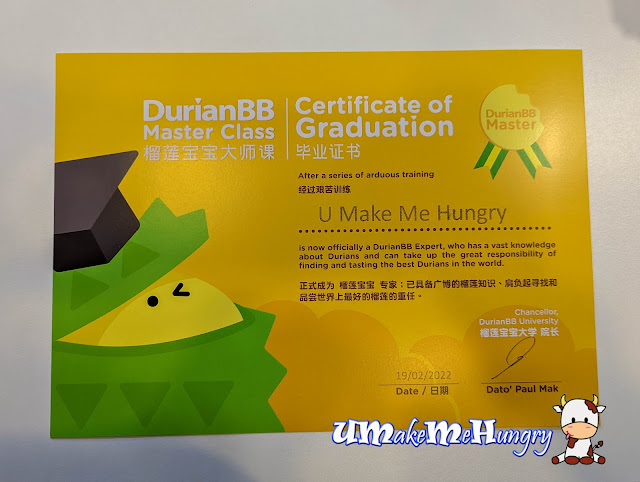 DurianBB
Master Class
榴莲宝宝大师课
Certificate of
Graduation
毕业证书
DurianBB
Master
After a series of arduous training
经过艰苦训练
U Make Me Hungry
is now officially a DurianBB Expert, who has a vast knowledge
about Durians and can take up the great responsibility of
finding and tasting the best Durians in the world.
正式成为 榴莲宝宝 专家；已具备广博的榴莲知识、肩负起寻找和
品尝世界上最好的榴莲的重任。
Chancellor,
DurianBB University
榴莲宝宝大学 院长
19/02/2022
Date / 日期
Dato' Paul Mak
UMakeMeHungry